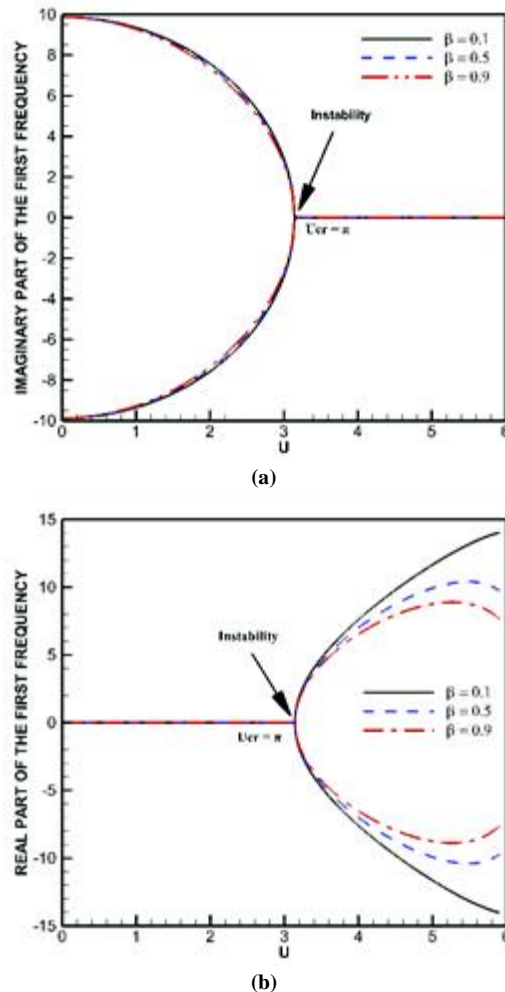 10
8
6
4
2
0
-2
-4
-6
-8
-10
0 1 2 3 4 5 6
IMAGINARY PART OF THE FIRST FREQUENCY
U
β = 0.1
β = 0.5
β = 0.9
Instability
Ucr = π
(a)
15
10
5
0
-5
-10
-15
0 1 2 3 4 5 6
REAL PART OF THE FIRST FREQUENCY
U
Instability
Ucr = π
β = 0.1
β = 0.5
β = 0.9
(b)